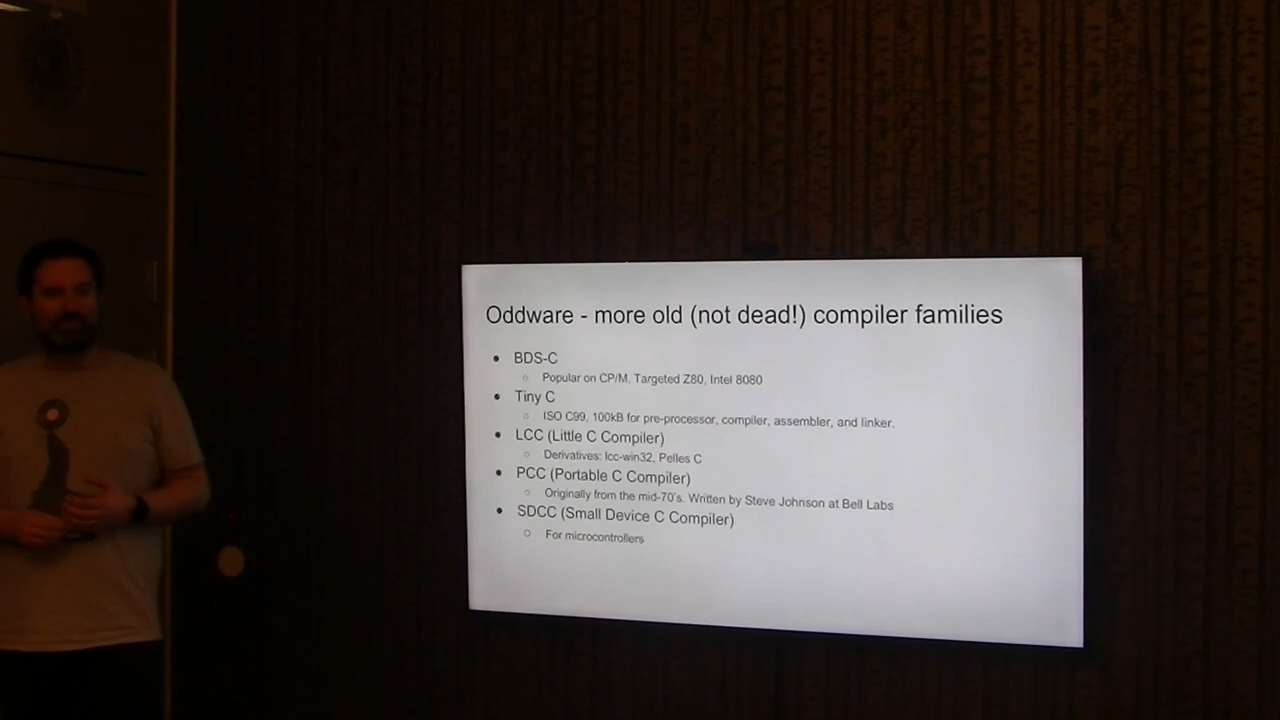 Oddware - more old (not dead!) compiler families
● BDS-C
○ Popular on CP/M. Targeted Z80, Intel 8080
● Tiny C
○ ISO C99, 100kB for pre-processor, compiler, assembler, and linker.
● LCC (Little C Compiler)
○ Derivatives: lcc-win32, Pelles C
● PCC (Portable C Compiler)
○ Originally from the mid-70's. Written by Steve Johnson at Bell Labs
● SDCC (Small Device C Compiler)
○ For microcontrollers